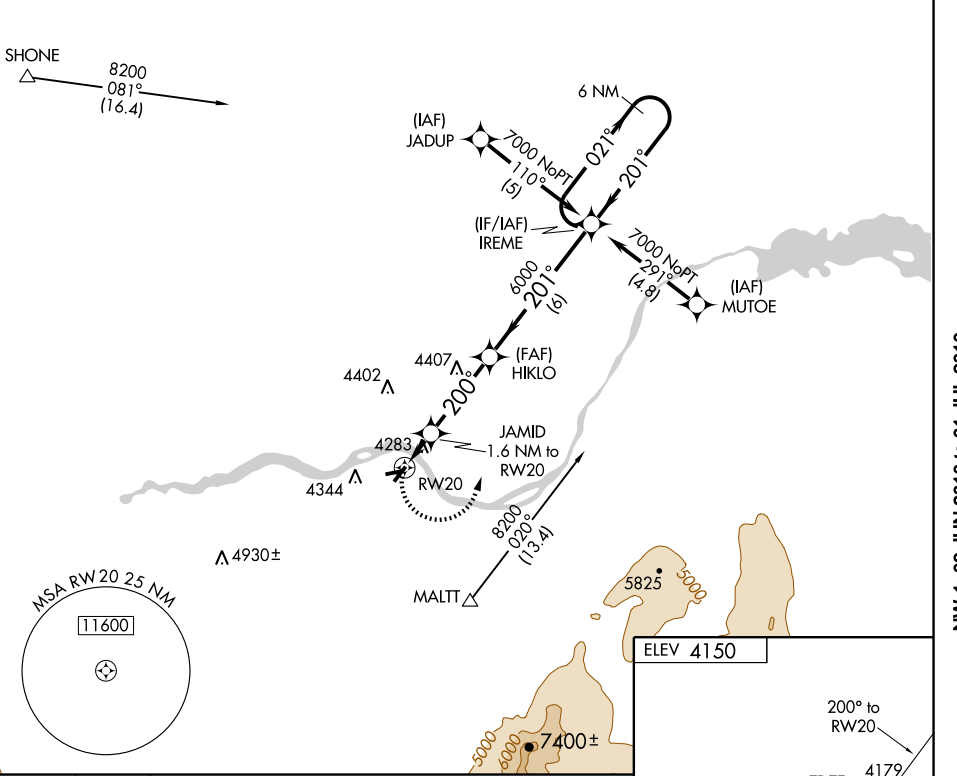 SHONE
8200
081°
(16.4)
6 NM
(IAF)
JADUP
7000 NoPT
110°
(5)
021°
201°
(IF/IAF)
IREME
7000 NoPT
291°
(4.8)
(IAF)
MUTOE
6000
201°
(6)
(FAF)
HIKLO
4407
4402
200°
JAMID
1.6 NM to
RW20
4283
RW20
4344
8200
020°
(13.4)
4930±
MALTT
5825
5000
MSA RW20 25 NM
11600
ELEV 4150
200° to
RW20
4179
5000
6000
7400±